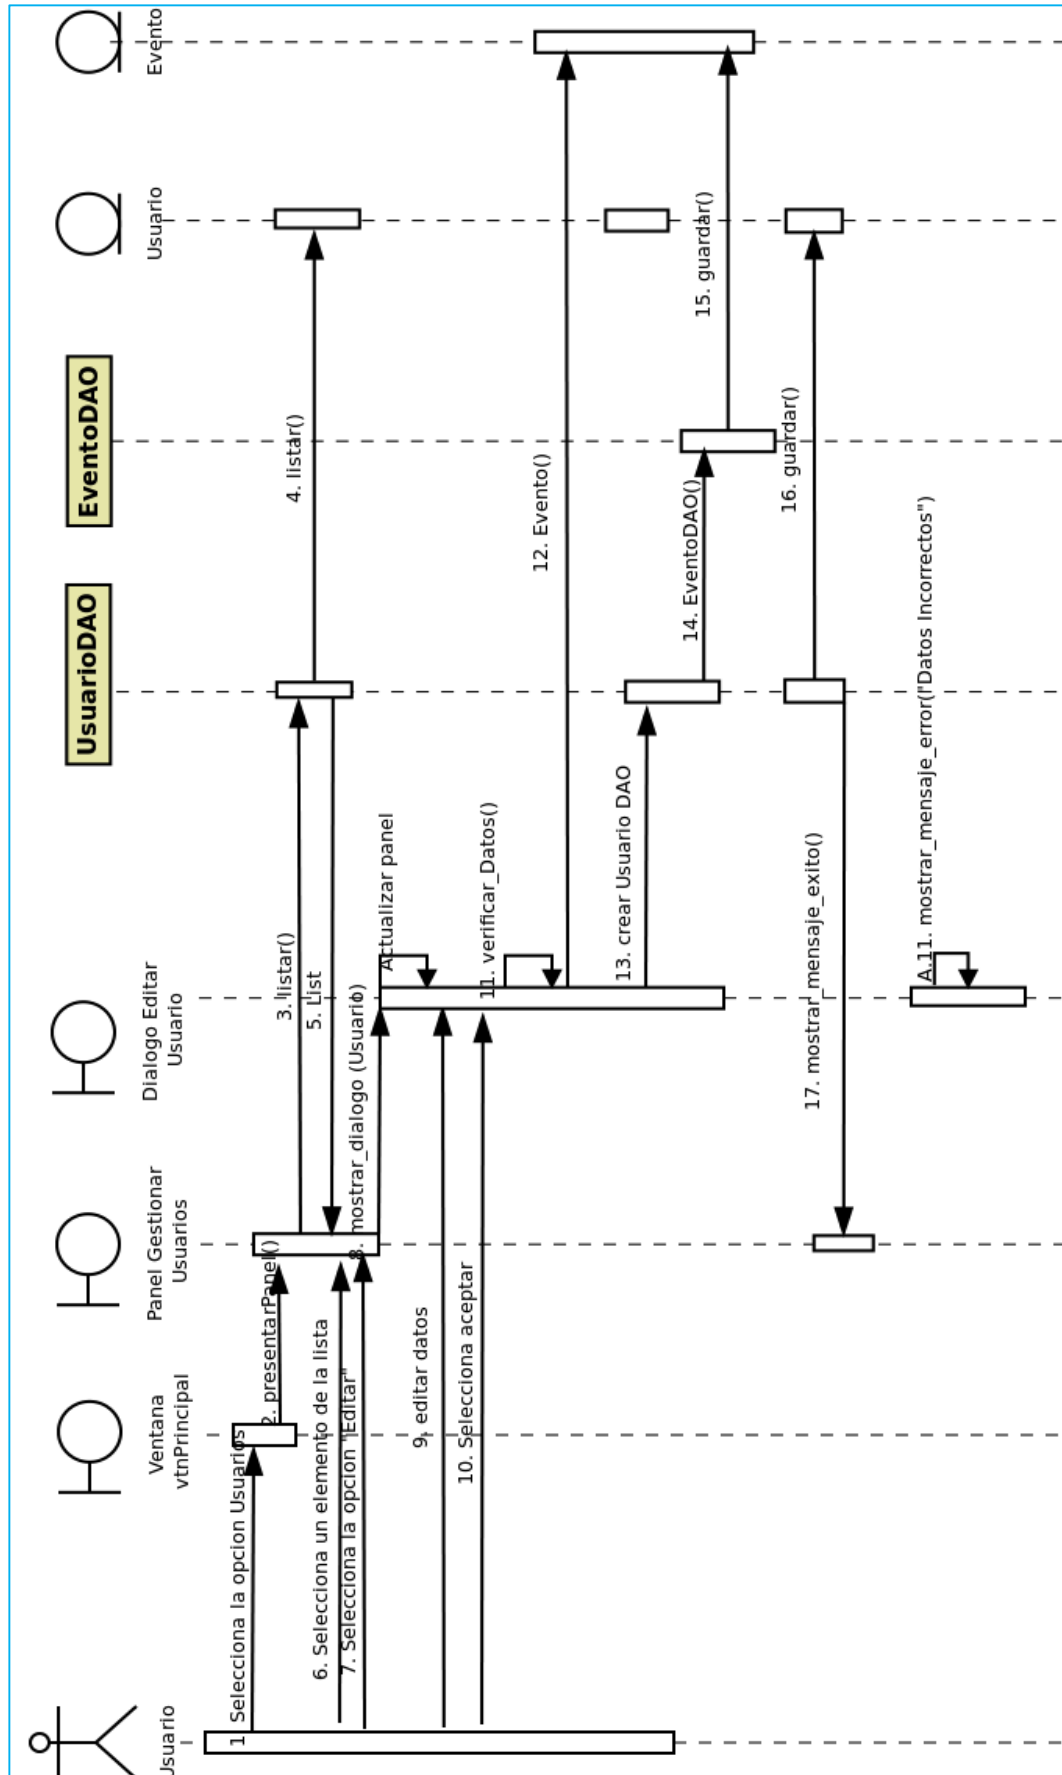 Usuario
Ventana
vtnPrincipal
Panel Gestionar
Usuarios
Dialogo Editar
Usuario
UsuarioDAO
EventoDAO
Usuario
Evento
1. Selecciona la opcion Usuarios
2. presentarPanel()
3. listar()
4. listar()
5. List
6. Selecciona un elemento de la lista
7. Selecciona la opcion "Editar"
8. mostrar_dialogo (Usuario)
Actualizar panel
9. editar datos
10. Selecciona aceptar
11. verificar_Datos()
12. Evento()
13. crear Usuario DAO
14. EventoDAO()
15. guardar()
16. guardar()
17. mostrar_mensaje_exito()
A.11. mostrar_mensaje_error("Datos Incorrectos")